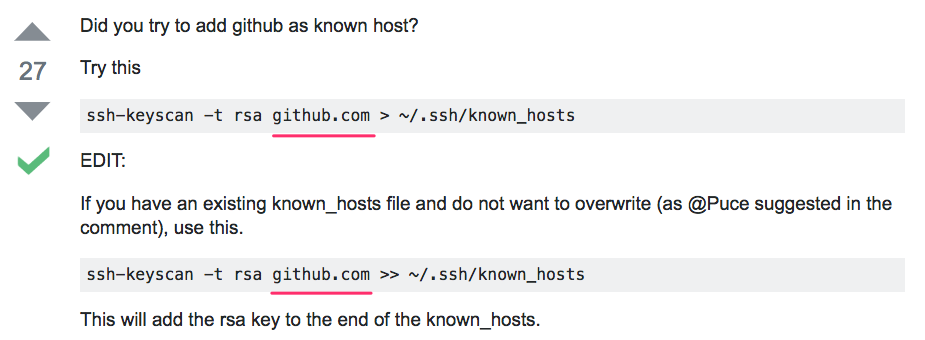 Did you try to add github as known host?
27
Try this
ssh-keyscan -t rsa github.com > ~/.ssh/known_hosts
EDIT:
If you have an existing known_hosts file and do not want to overwrite (as @Puce suggested in the
comment), use this.
ssh-keyscan -t rsa github.com >> ~/.ssh/known_hosts
This will add the rsa key to the end of the known_hosts.